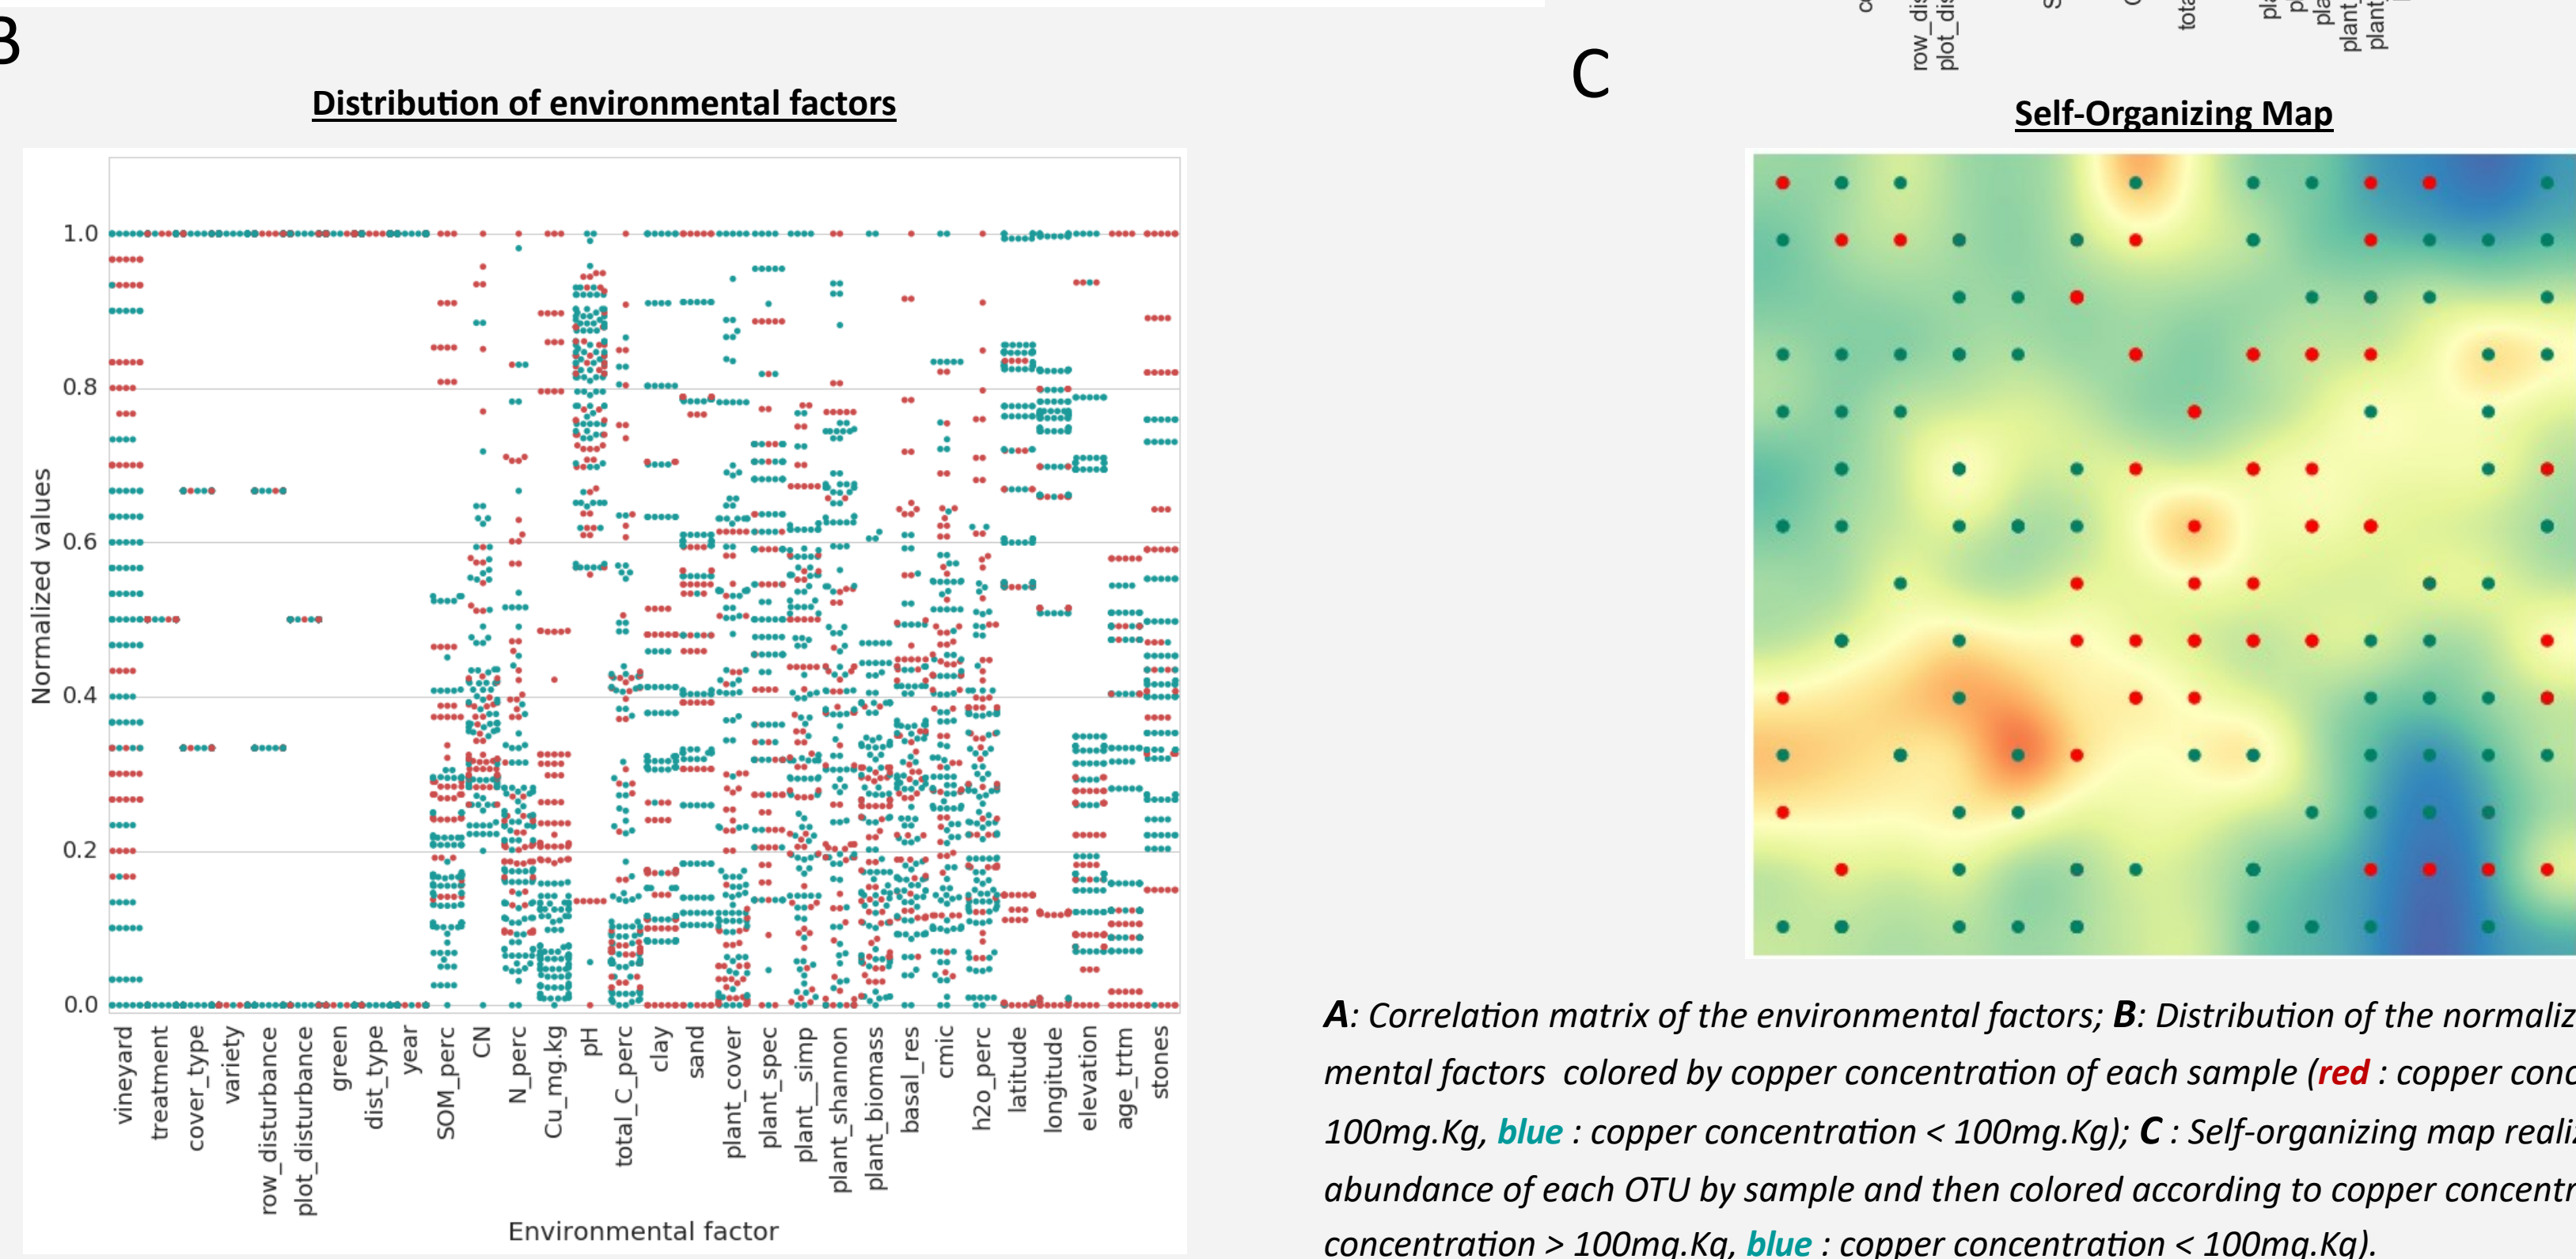 B
Distribution of environmental factors
1.0
0.8
0.6
0.4
0.2
0.0
Normalized values
vineyard
treatment
cover_type
variety
row_disturbance
plot_disturbance
green
dist_type
year
SOM_perc
CN
N_perc
Cu_mg.kg
pH
total_C_perc
clay
sand
plant_cover
plant_spec
plant__simp
plant_shannon
plant_biomass
basal_res
cmic
h2o_perc
latitude
longitude
elevation
age_trtm
stones
Environmental factor
C
Self-Organizing Map
A: Correlation matrix of the environmental factors; B: Distribution of the
mental factors colored by copper concentration of each sample (red : copper
100mg.Kg, blue : copper concentration < 100mg.Kg); C : Self-organizing map
abundance of each OTU by sample and then colored according to copper
concentration > 100mg.Kg, blue : copper concentration < 100mg.Kg).